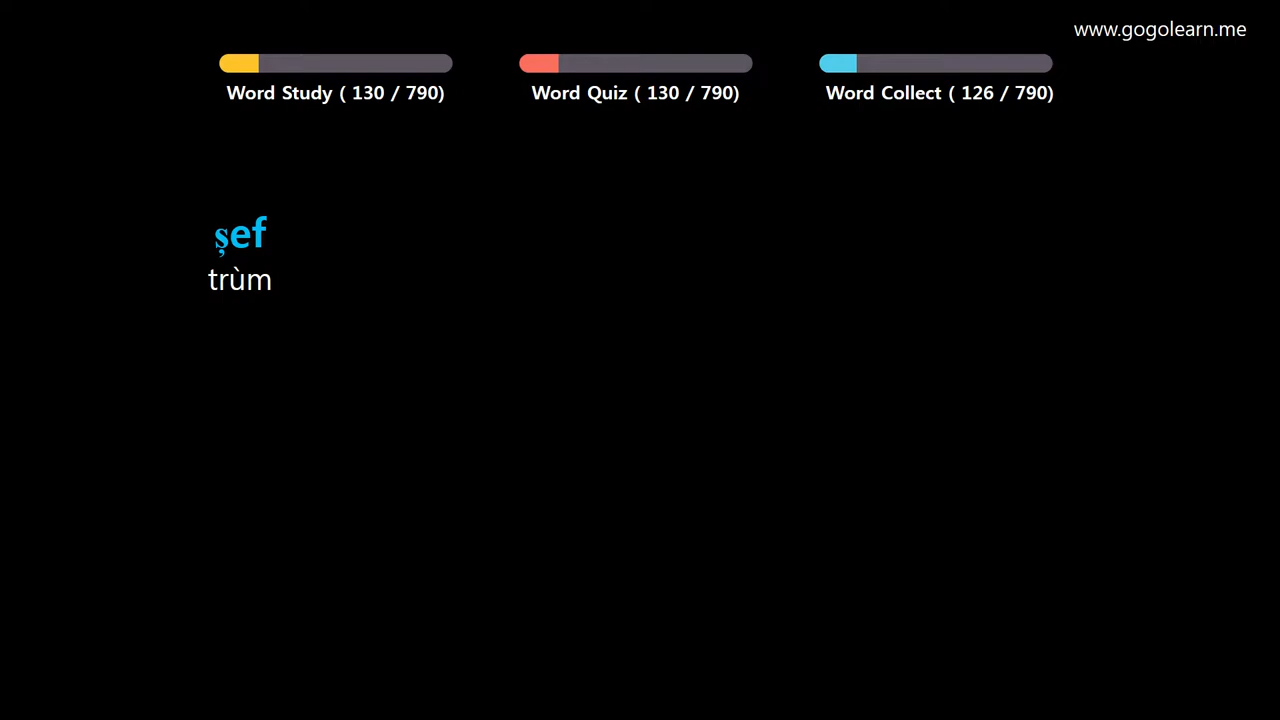 www.gogolearn.me
Word Study ( 130 / 790)
Word Quiz ( 130 / 790)
Word Collect ( 126 / 790)
șef
trùm